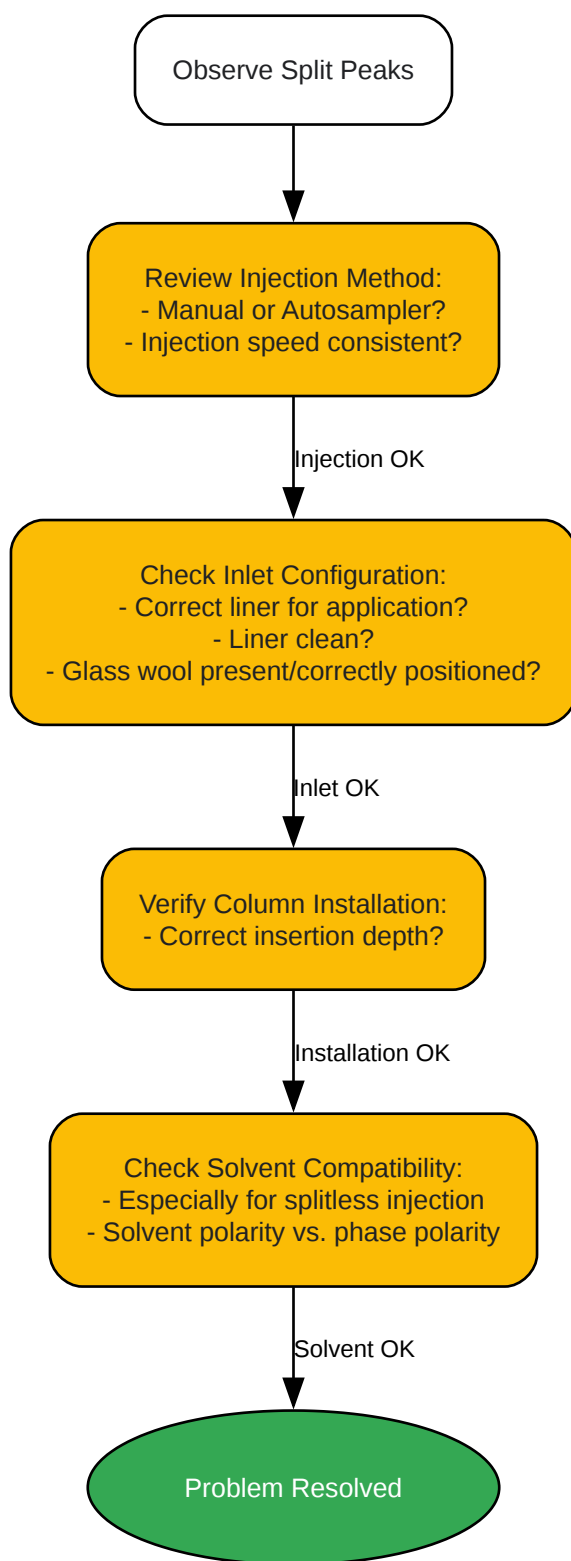 Observe Split Peaks
Review Injection Method:
- Manual or Autosampler?
- Injection speed consistent?
Injection OK
Check Inlet Configuration:
- Correct liner for application?
- Liner clean?
- Glass wool present/correctly positioned?
Inlet OK
Verify Column Installation:
- Correct insertion depth?
Installation OK
Check Solvent Compatibility:
- Especially for splitless injection
- Solvent polarity vs. phase polarity
Solvent OK
Problem Resolved